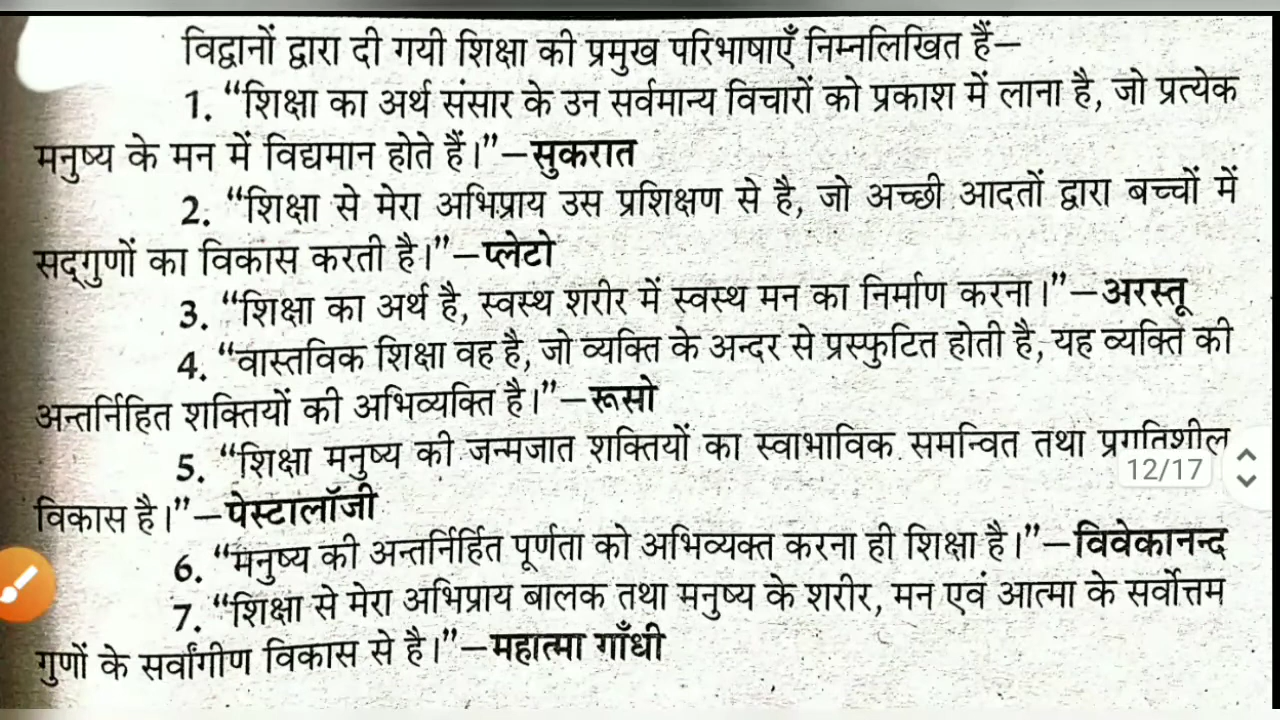 विद्वानों द्वारा दी गयी शिक्षा की प्रमुख परिभाषाएँ निम्नलिखित हैं–
1. “शिक्षा का अर्थ संसार के उन सर्वमान्य विचारों को प्रकाश में लाना है, जो प्रत्येक
मनुष्य के मन में विद्यमान होते हैं।”–सुकरात
2. “शिक्षा से मेरा अभिप्राय उस प्रशिक्षण से है, जो अच्छी आदतों द्वारा बच्चों में
सद्‌गुणों का विकास करती है।”–प्लेटो
3. “शिक्षा का अर्थ है, स्वस्थ शरीर में स्वस्थ मन का निर्माण करना।”–अरस्तू
4. “वास्तविक शिक्षा वह है, जो व्यक्ति के अन्दर से प्रस्फुटित होती है, यह व्यक्ति की
अन्तर्निहित शक्तियों की अभिव्यक्ति है।”–रूसो
5. “शिक्षा मनुष्य की जन्मजात शक्तियों का स्वाभाविक समन्वित तथा प्रगतिशील
12/17
विकास है।”–पेस्टालॉजी
6. “मनुष्य की अन्तर्निर्हित पूर्णता को अभिव्यक्त करना ही शिक्षा है।”–विवेकानन्द
7. “शिक्षा से मेरा अभिप्राय बालक तथा मनुष्य के शरीर, मन एवं आत्मा के सर्वोत्तम
गुणों के सर्वांगीण विकास से है।”–महात्मा गाँधी